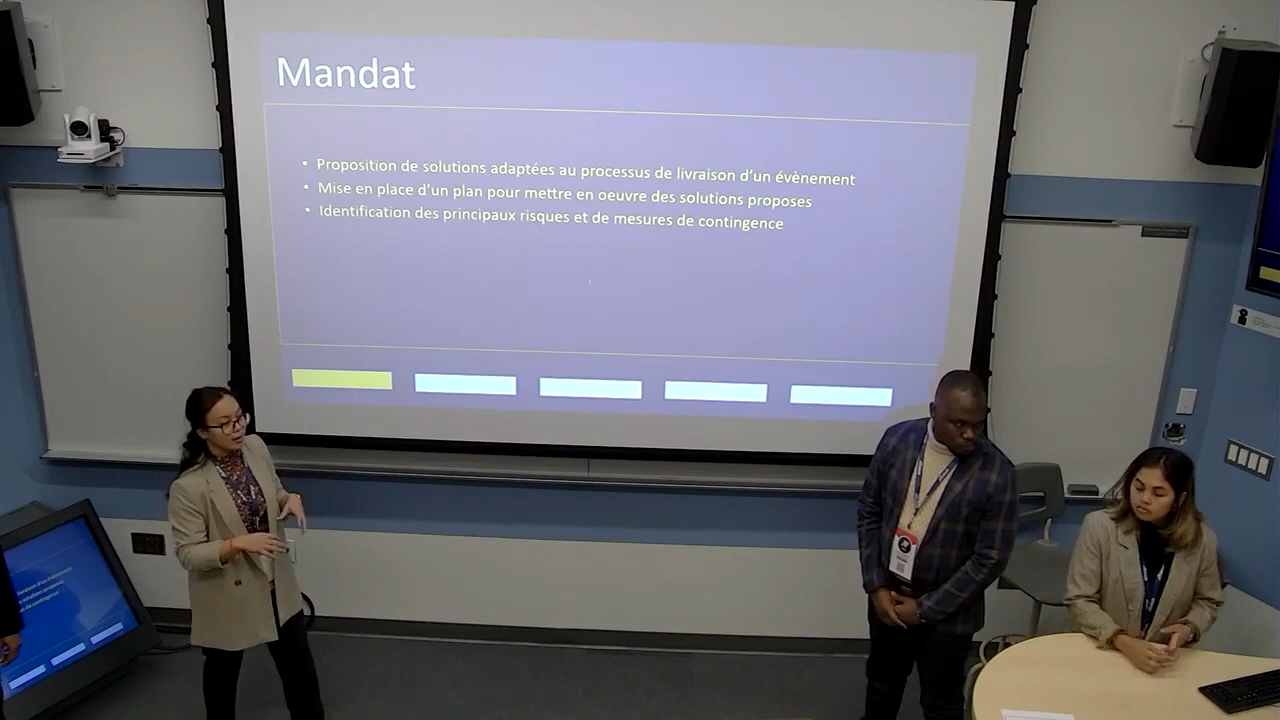 Mandat
• Proposition de solutions adaptées au processus de livraison d'un évènement
• Mise en place d'un plan pour mettre en oeuvre des solutions proposes
• Identification des principaux risques et de mesures de contingence